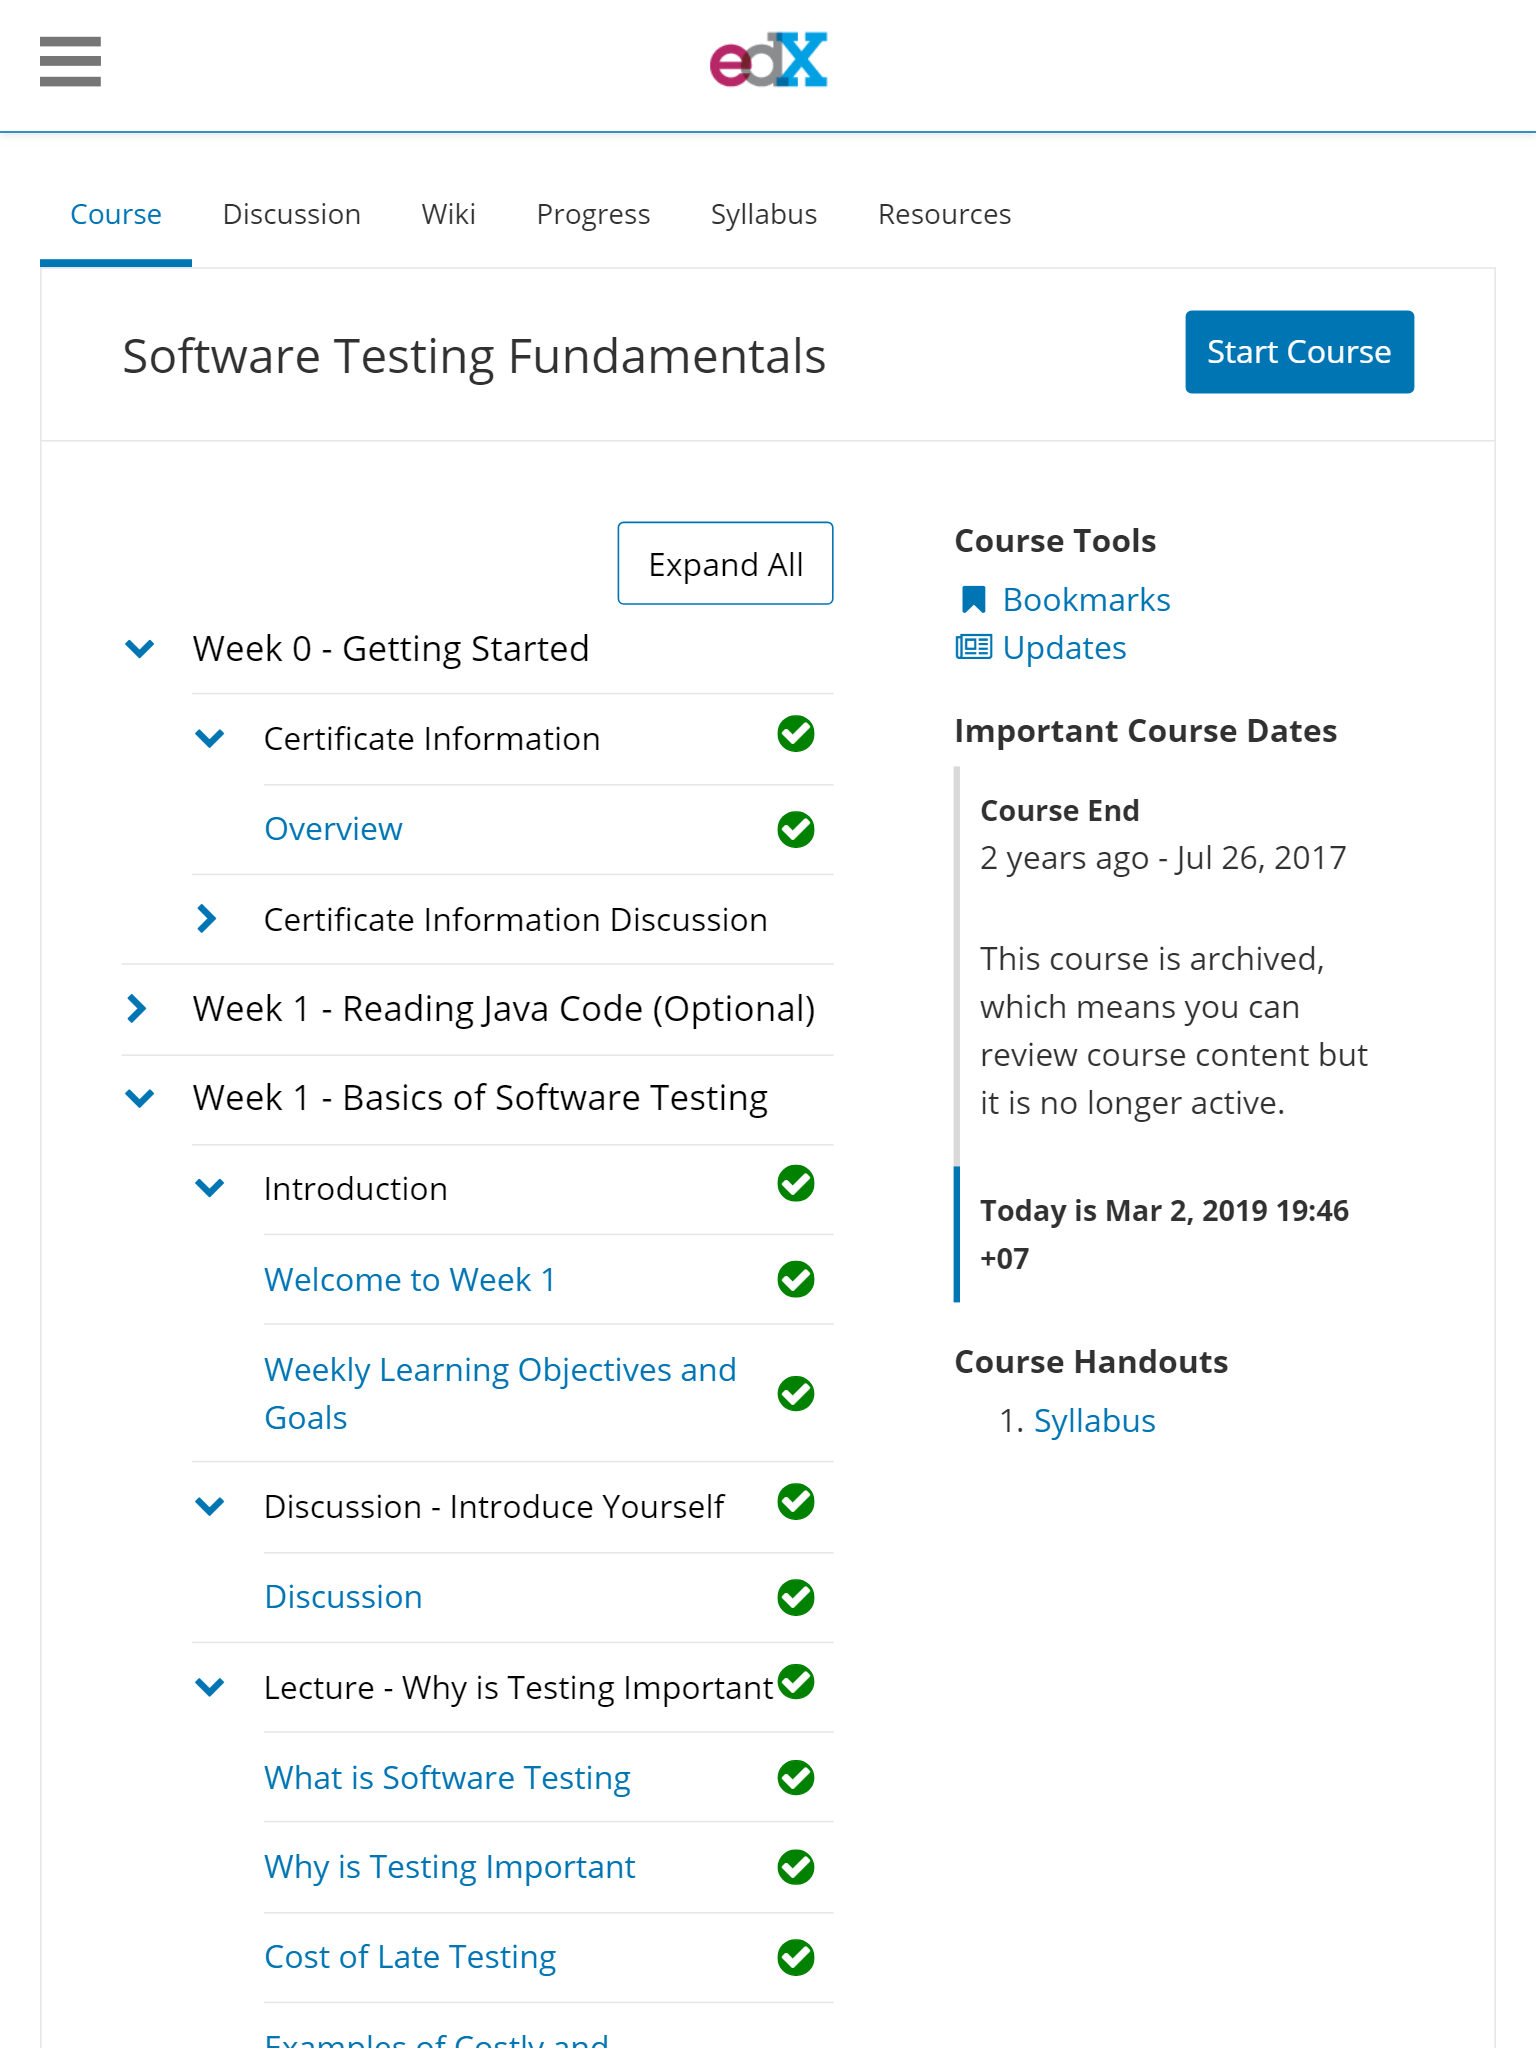 edX
Course Discussion Wiki Progress Syllabus Resources
Software Testing Fundamentals
Start Course
Expand All
Week 0 - Getting Started
Certificate Information
Overview
Certificate Information Discussion
Week 1 - Reading Java Code (Optional)
Week 1 - Basics of Software Testing
Introduction
Welcome to Week 1
Weekly Learning Objectives and
Goals
Discussion - Introduce Yourself
Discussion
Lecture - Why is Testing Important
What is Software Testing
Why is Testing Important
Cost of Late Testing
Examples of Costly and
Course Tools
Bookmarks
Updates
Important Course Dates
Course End
2 years ago - Jul 26, 2017
This course is archived,
which means you can
review course content but
it is no longer active.
Today is Mar 2, 2019 19:46
+07
Course Handouts
1. Syllabus